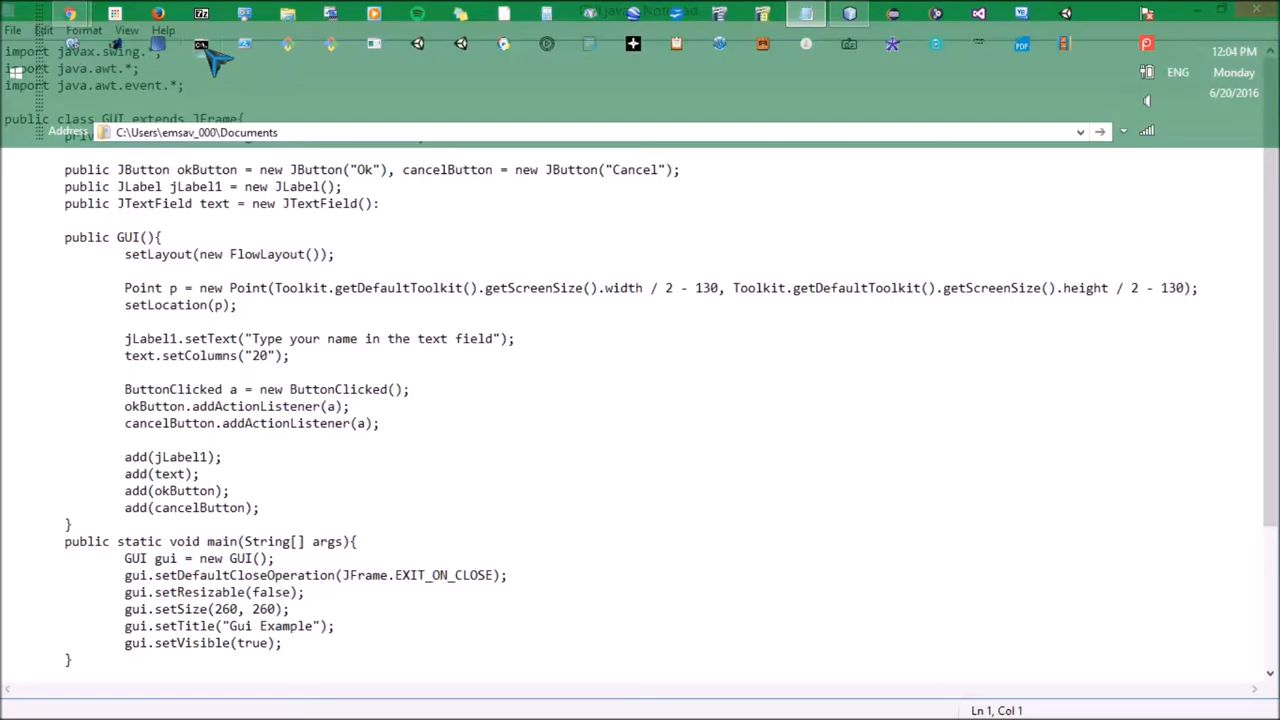 File Edit Format View Help
12:04 PM
import javax.swing.*;
import java.awt.*;
ENG Monday
import java.awt.event.*;
6/20/2016
public class GUI extends JFrame{
Address C:\Users\emsav_000\Documents
public JButton okButton = new JButton("Ok"), cancelButton = new JButton("Cancel");
public JLabel jLabel1 = new JLabel();
public JTextField text = new JTextField():
public GUI(){
setLayout(new FlowLayout());
Point p = new Point(Toolkit.getDefaultToolkit().getScreenSize().width / 2 - 130, Toolkit.getDefaultToolkit().getScreenSize().height / 2 - 130);
setLocation(p);
jLabel1.setText("Type your name in the text field");
text.setColumns("20");
ButtonClicked a = new ButtonClicked();
okButton.addActionListener(a);
cancelButton.addActionListener(a);
add(jLabel1);
add(text);
add(okButton);
add(cancelButton);
}
public static void main(String[] args){
GUI gui = new GUI();
gui.setDefaultCloseOperation(JFrame.EXIT_ON_CLOSE);
gui.setResizable(false);
gui.setSize(260, 260);
gui.setTitle("Gui Example");
gui.setVisible(true);
}
Ln 1, Col 1